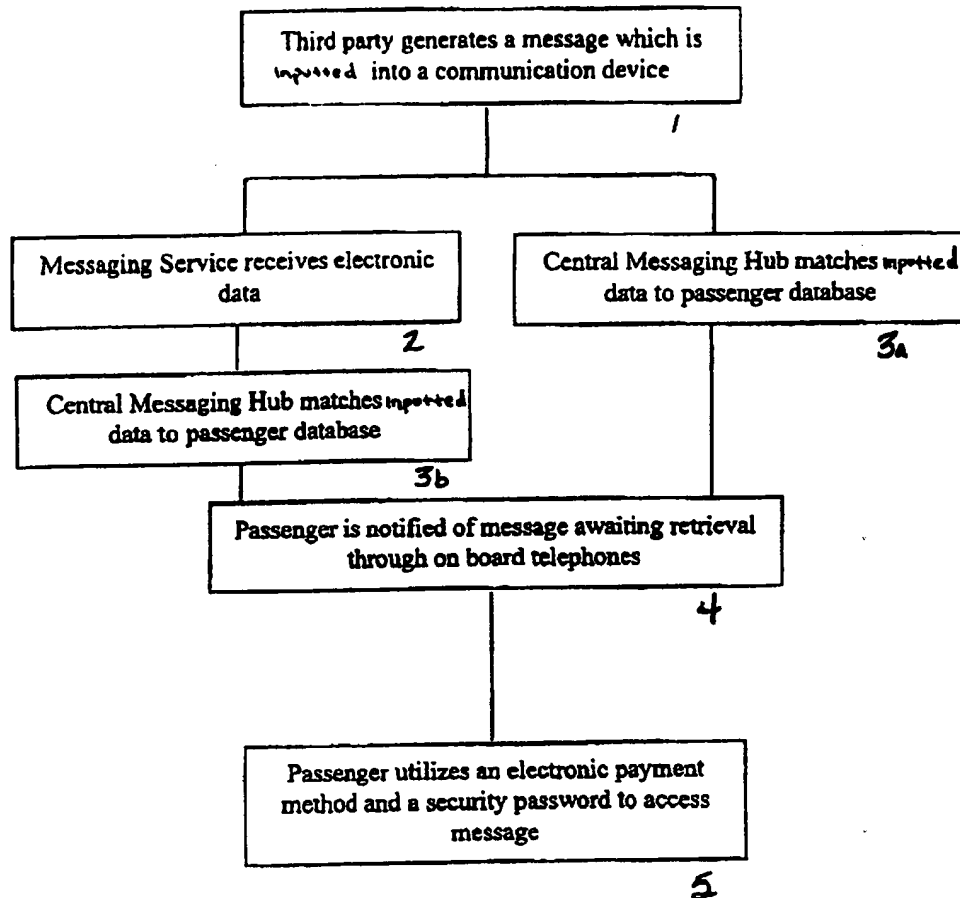 Third party generates a message which is
inputted into a communication device
1
Messaging Service receives electronic
data
2
Central Messaging Hub matches inputted
data to passenger database
3a
Central Messaging Hub matches inputted
data to passenger database
3b
Passenger is notified of message awaiting retrieval
through on board telephones
4
Passenger utilizes an electronic payment
method and a security password to access
message
5